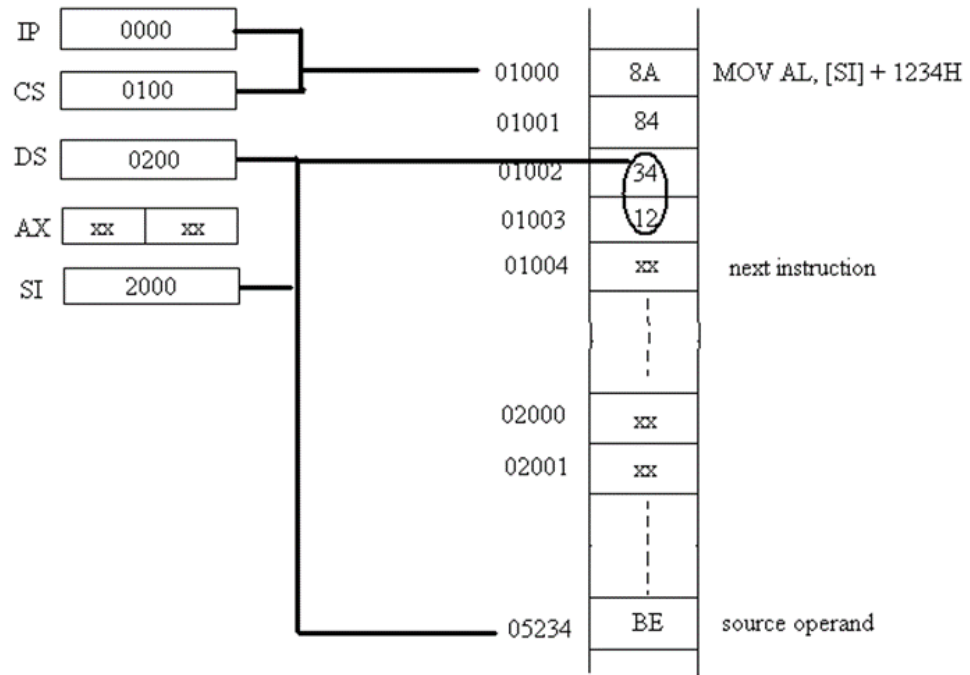 IP 0000
01000 8A MOV AL, [SI] + 1234H
CS 0100
01001 84
DS 0200
01002 34
AX xx xx
01003 12
01004 xx next instruction
SI 2000
02000 xx
02001 xx
05234 BE source operand